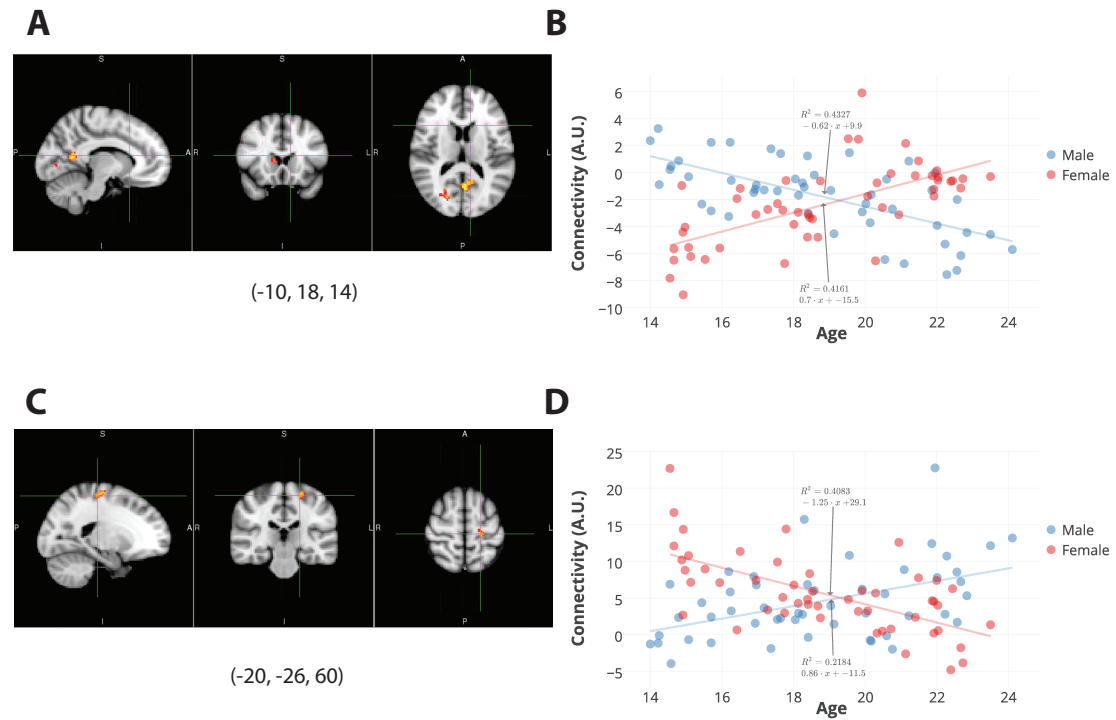 A
S
S
A
P
A
R
L
R
L
I
I
P
(-10, 18, 14)
B
Connectivity (A.U.)
6
4
2
0
−2
−4
−6
−8
−10
R² = 0.4327
− 0.62 · x +9.9
R² = 0.4161
0.7 · x + −15.5
14
16
18
20
22
24
Age
Male
Female
C
S
S
A
P
A
R
L
R
L
I
I
P
(-20, -26, 60)
D
Connectivity (A.U.)
25
20
15
10
5
0
−5
R² = 0.4083
− 1.25 · x +29.1
R² = 0.2184
0.86 · x + −11.5
14
16
18
20
22
24
Age
Male
Female